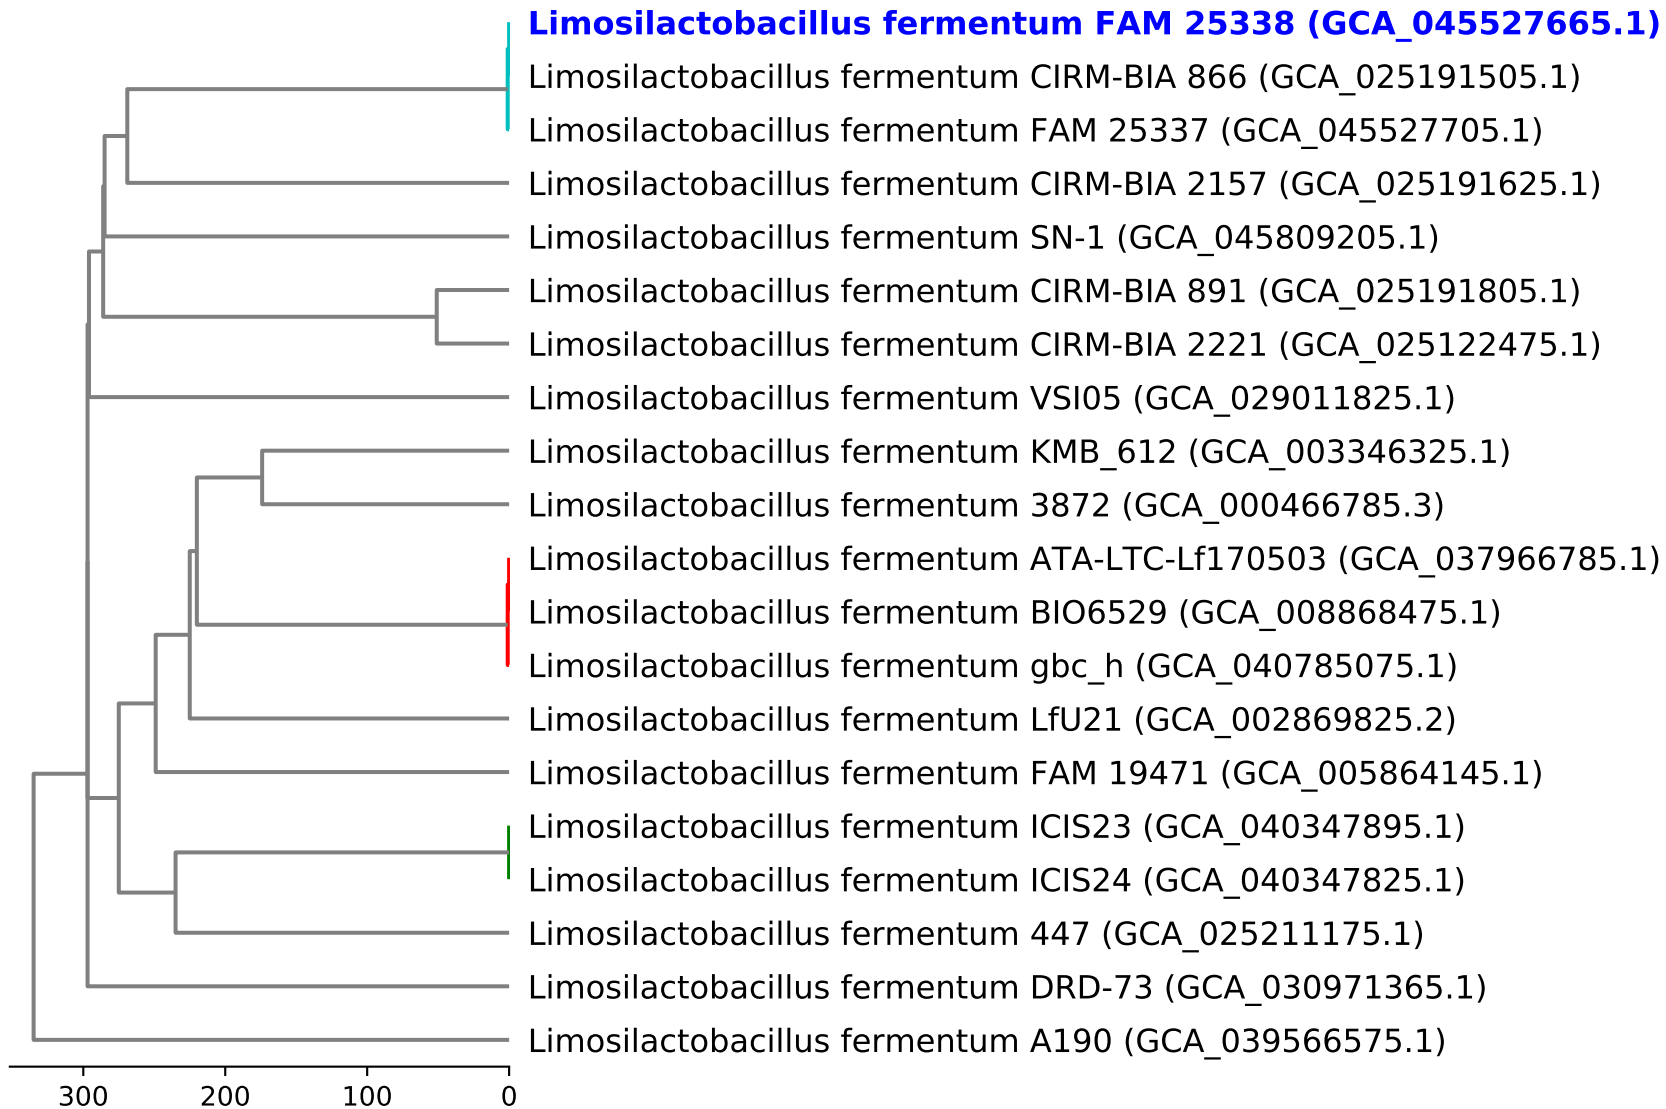 Limosilactobacillus fermentum FAM 25338 (GCA_045527665.1)
Limosilactobacillus fermentum CIRM-BIA 866 (GCA_025191505.1)
Limosilactobacillus fermentum FAM 25337 (GCA_045527705.1)
Limosilactobacillus fermentum CIRM-BIA 2157 (GCA_025191625.1)
Limosilactobacillus fermentum SN-1 (GCA_045809205.1)
Limosilactobacillus fermentum CIRM-BIA 891 (GCA_025191805.1)
Limosilactobacillus fermentum CIRM-BIA 2221 (GCA_025122475.1)
Limosilactobacillus fermentum VSI05 (GCA_029011825.1)
Limosilactobacillus fermentum KMB_612 (GCA_003346325.1)
Limosilactobacillus fermentum 3872 (GCA_000466785.3)
Limosilactobacillus fermentum ATA-LTC-Lf170503 (GCA_037966785.1)
Limosilactobacillus fermentum BIO6529 (GCA_008868475.1)
Limosilactobacillus fermentum gbc_h (GCA_040785075.1)
Limosilactobacillus fermentum LfU21 (GCA_002869825.2)
Limosilactobacillus fermentum FAM 19471 (GCA_005864145.1)
Limosilactobacillus fermentum ICIS23 (GCA_040347895.1)
Limosilactobacillus fermentum ICIS24 (GCA_040347825.1)
Limosilactobacillus fermentum 447 (GCA_025211175.1)
Limosilactobacillus fermentum DRD-73 (GCA_030971365.1)
Limosilactobacillus fermentum A190 (GCA_039566575.1)
300 200 100 0